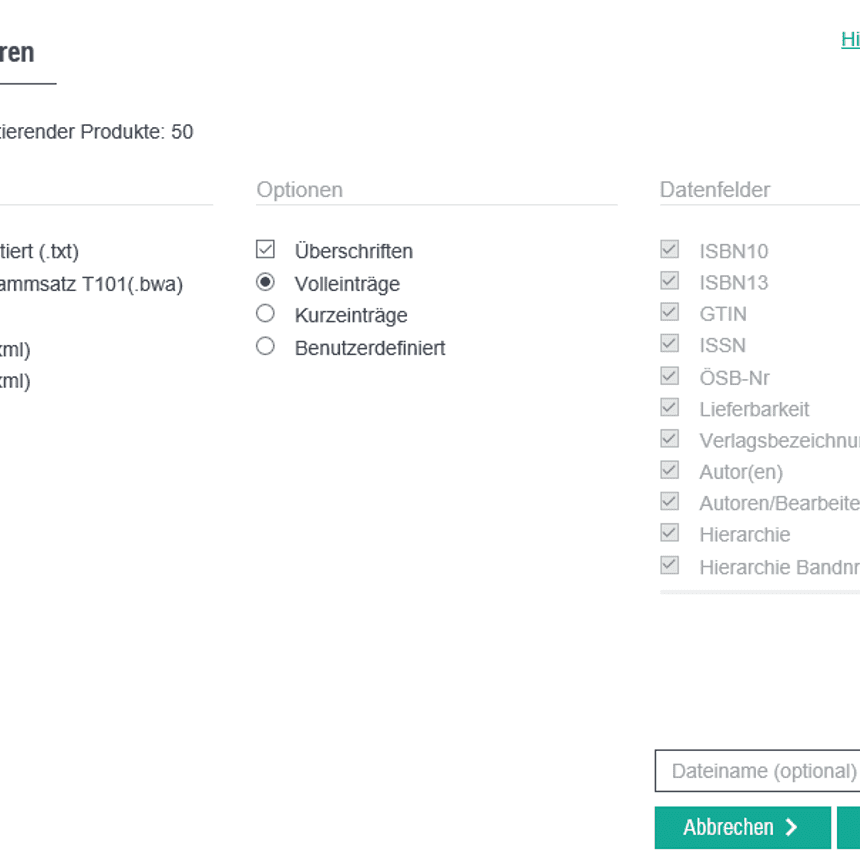 ren
Hi
tierender Produkte: 50
Optionen
Datenfelder
tiert (.txt)
ammsatz T101(.bwa)
xml)
xml)
Überschriften
Volleinträge
Kurzeinträge
Benutzerdefiniert
ISBN10
ISBN13
GTIN
ISSN
ÖSB-Nr
Lieferbarkeit
Verlagsbezeichnu
Autor(en)
Autoren/Bearbeite
Hierarchie
Hierarchie Bandnr
Dateiname (optional)
Abbrechen